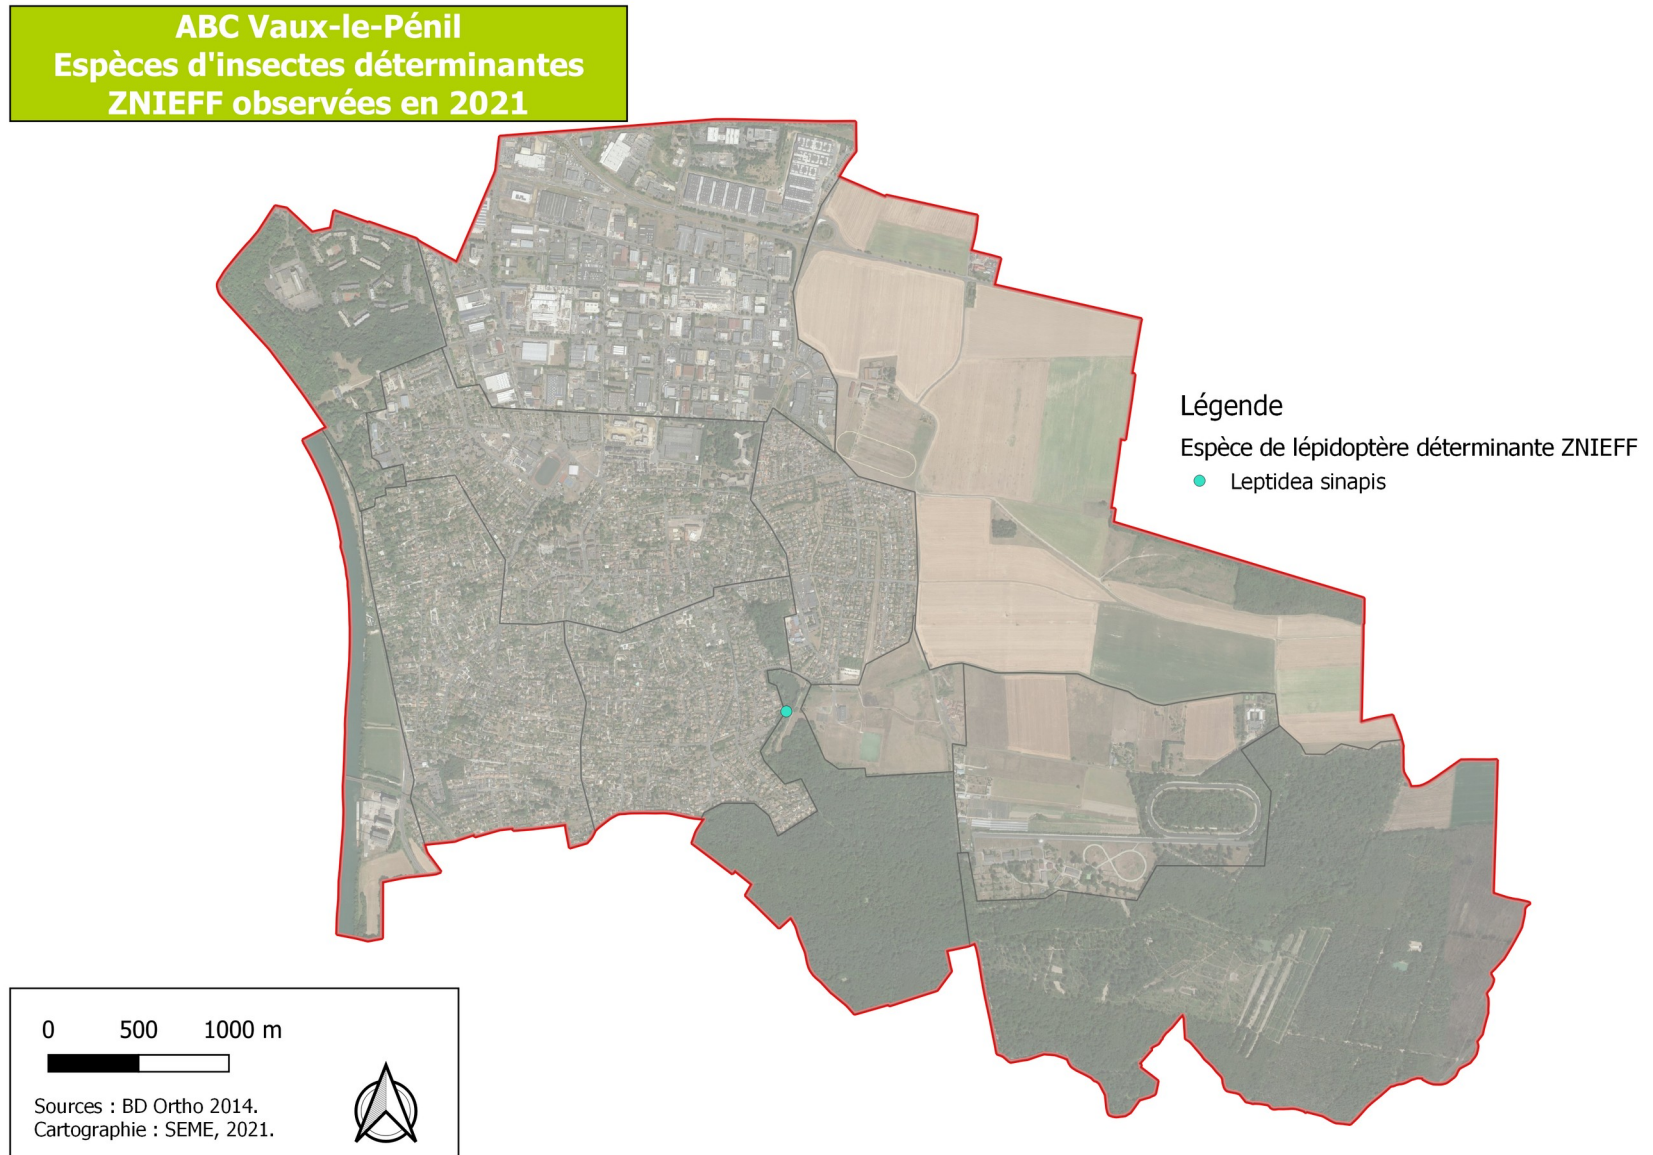 ABC Vaux-le-Pénil
Espèces d'insectes déterminantes
ZNIEFF observées en 2021
Légende
Espèce de lépidoptère déterminante ZNIEFF
Leptidea sinapis
0 500 1000 m
Sources : BD Ortho 2014.
Cartographie : SEME, 2021.